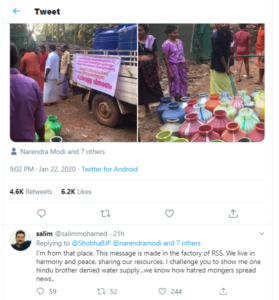 Tweet
Narendra Modi and 7 others
9:02 PM - Jan 22, 2020 · Twitter for Android
4.6K Retweets 6.2K Likes
salim @salimmohamed · 21h
Replying to @ShobhaBJP @narendramodi and 7 others
I'm from that place. This message is made in the factory of RSS. We live in
harmony and peace, sharing our resources. I challenge you to show me one
hindu brother denied water supply...we know how hatred mongers spread
news..
59 52 244